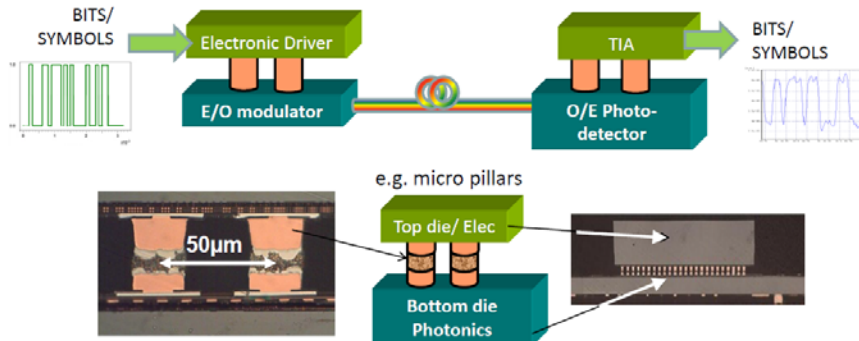 BITS/
SYMBOLS
Electronic Driver
TIA
BITS/
SYMBOLS
E/O modulator
O/E Photo-
detector
e.g. micro pillars
50µm
Top die/ Elec
Bottom die
Photonics